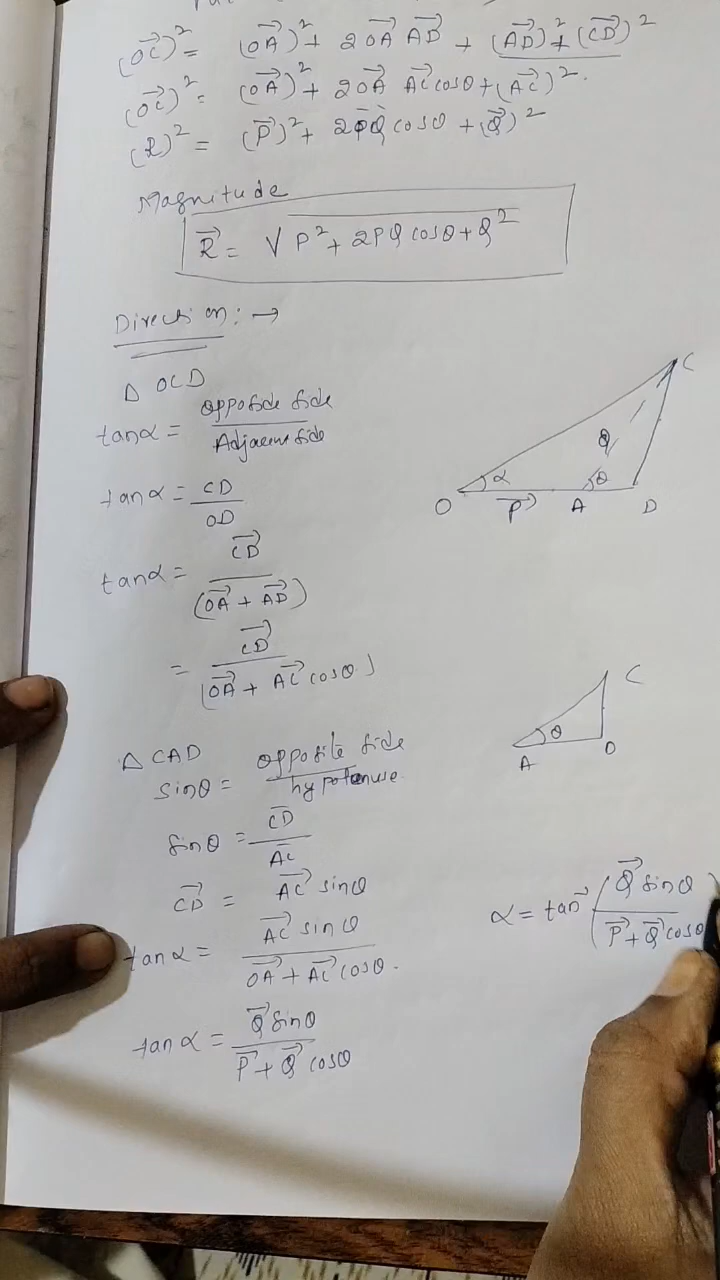 (OC⃗)² = (OA⃗)² + 2OA⃗ AD⃗ + (AD⃗)² + (CD⃗)²
(OC⃗)² = (OA⃗)² + 2OA⃗ AC⃗ cosθ + (AC⃗)².
(R)² = (P⃗)² + 2PQ cosθ + (Q⃗)²
Magnitude
R⃗ = √P² + 2PQ cosθ + Q²
Direction: →
Δ OCD
tanα = opposide side / Adjacent side
tanα = CD / OD
tanα = CD⃗ / (OA⃗ + AD⃗)
= CD⃗ / (OA⃗ + AC⃗ cosθ)
C
Q
α
θ
O P⃗ A D
Δ CAD
sinθ = opposite side / hypotenuse
sinθ = CD / AC
CD⃗ = AC⃗ sinθ
tanα = AC⃗ sinθ / OA⃗ + AC⃗ cosθ.
tanα = Q⃗ sinθ / P⃗ + Q⃗ cosθ
C
θ
A D
α = tan⁻¹ (Q⃗ sinθ / P⃗ + Q⃗ cosθ)